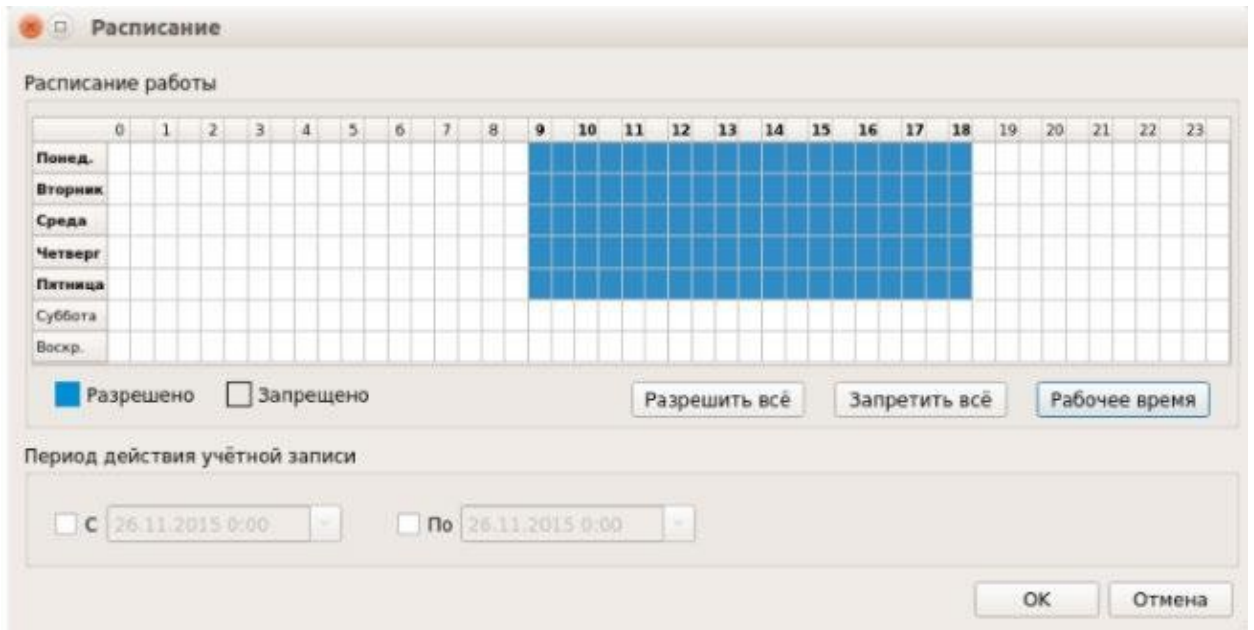 Расписание
Расписание работы
0 1 2 3 4 5 6 7 8 9 10 11 12 13 14 15 16 17 18 19 20 21 22 23
Понед.
Вторник
Среда
Четверг
Пятница
Суббота
Воскр.
Разрешено Запрещено Разрешить всё Запретить всё Рабочее время
Период действия учётной записи
С 26.11.2015 0:00 По 26.11.2015 0:00
OK Отмена